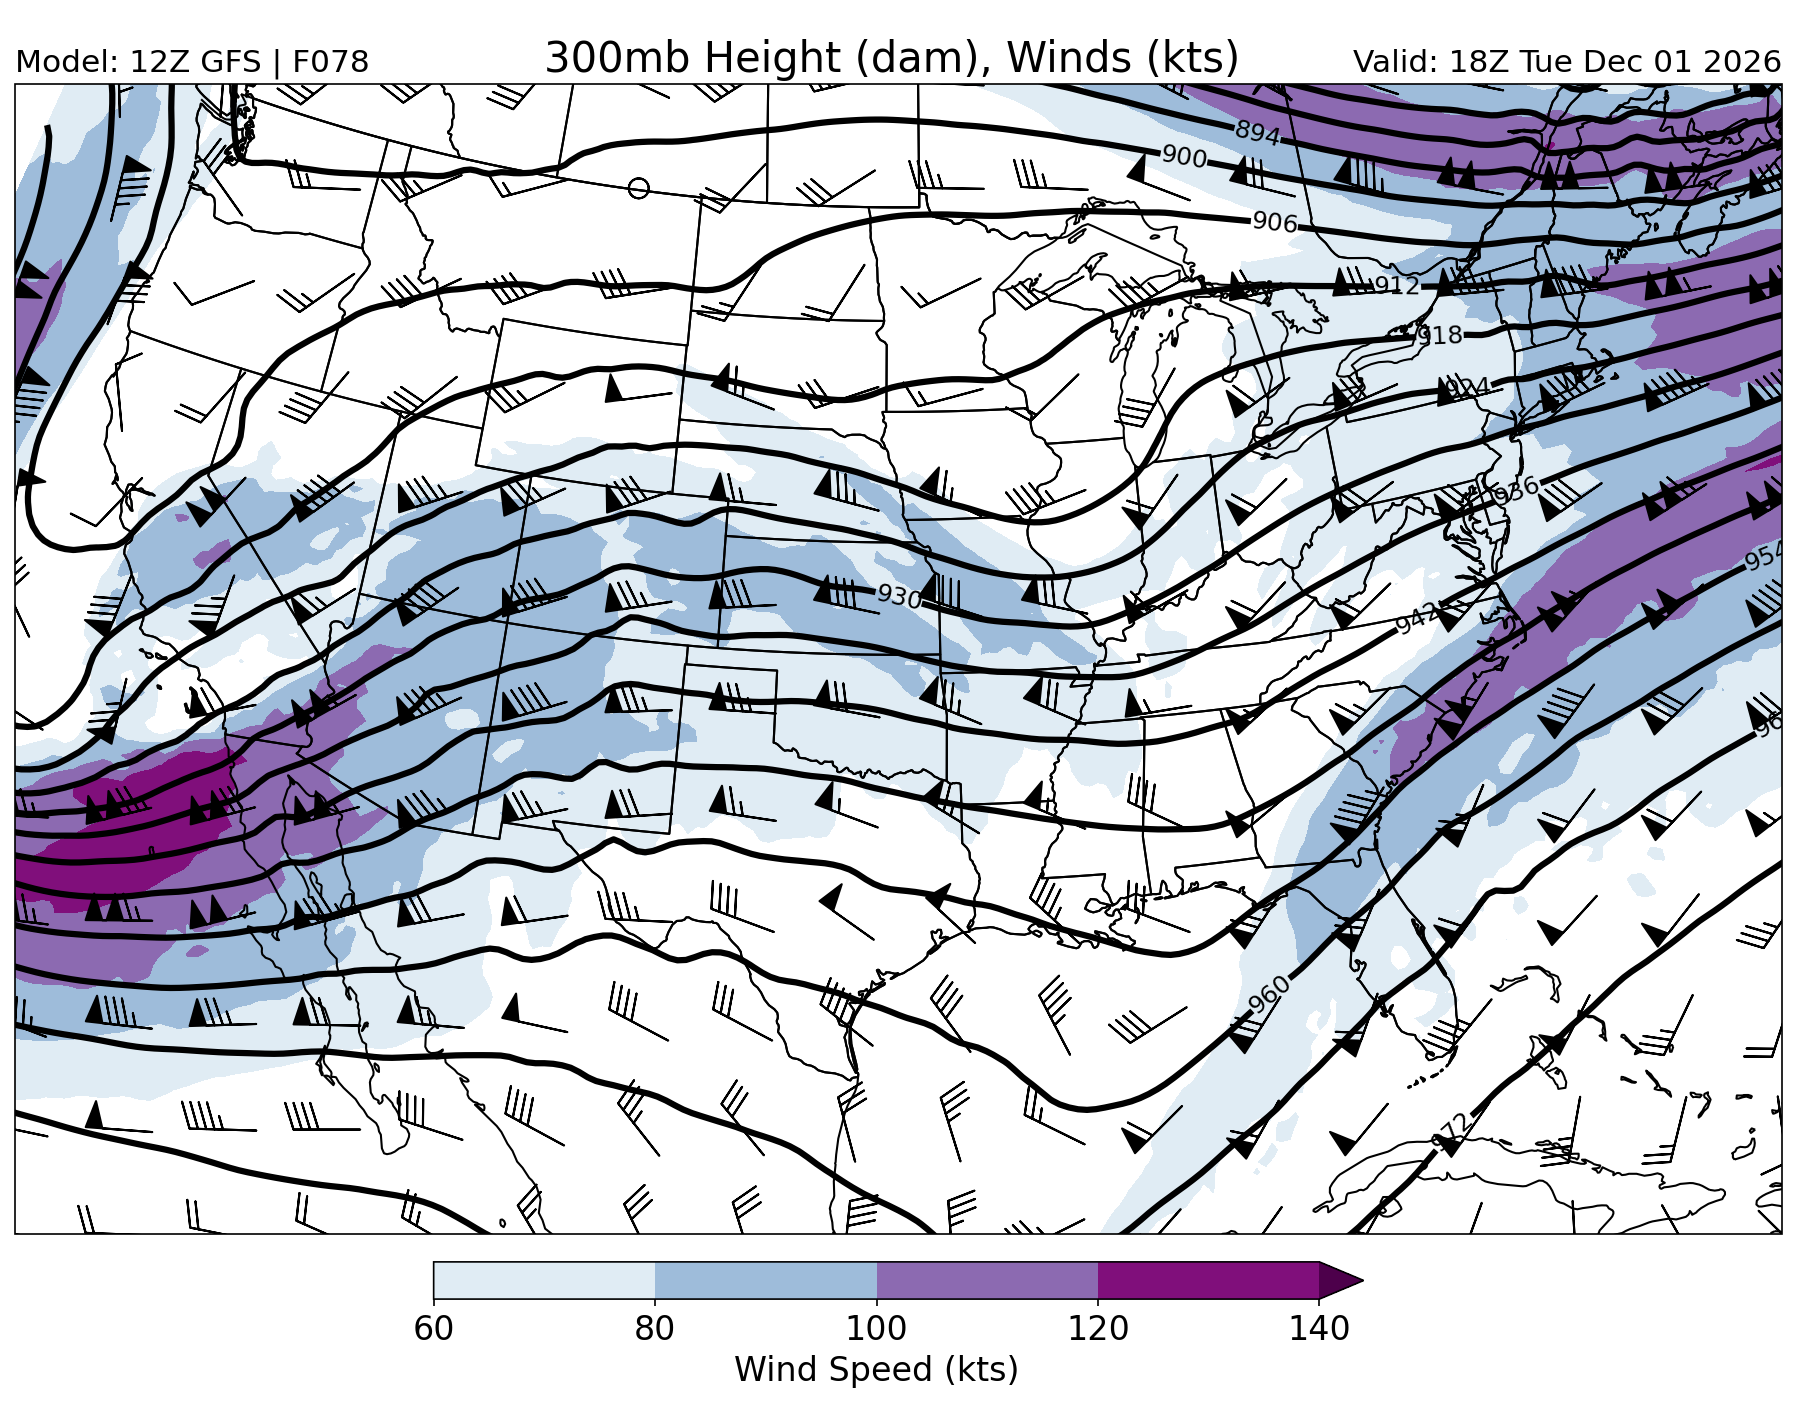 Model: 12Z GFS | F078
300mb Height (dam), Winds (kts)
Valid: 18Z Tue Dec 01 2026
894
900
906
912
918
924
936
954
930
942
960
972
60 80 100 120 140
Wind Speed (kts)